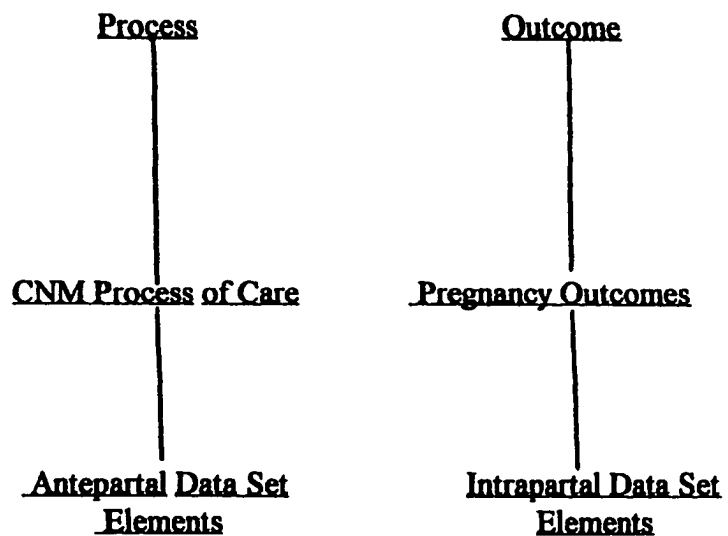 Process
Outcome
CNM Process of Care
Pregnancy Outcomes
Antepartal Data Set
Elements
Intrapartal Data Set
Elements